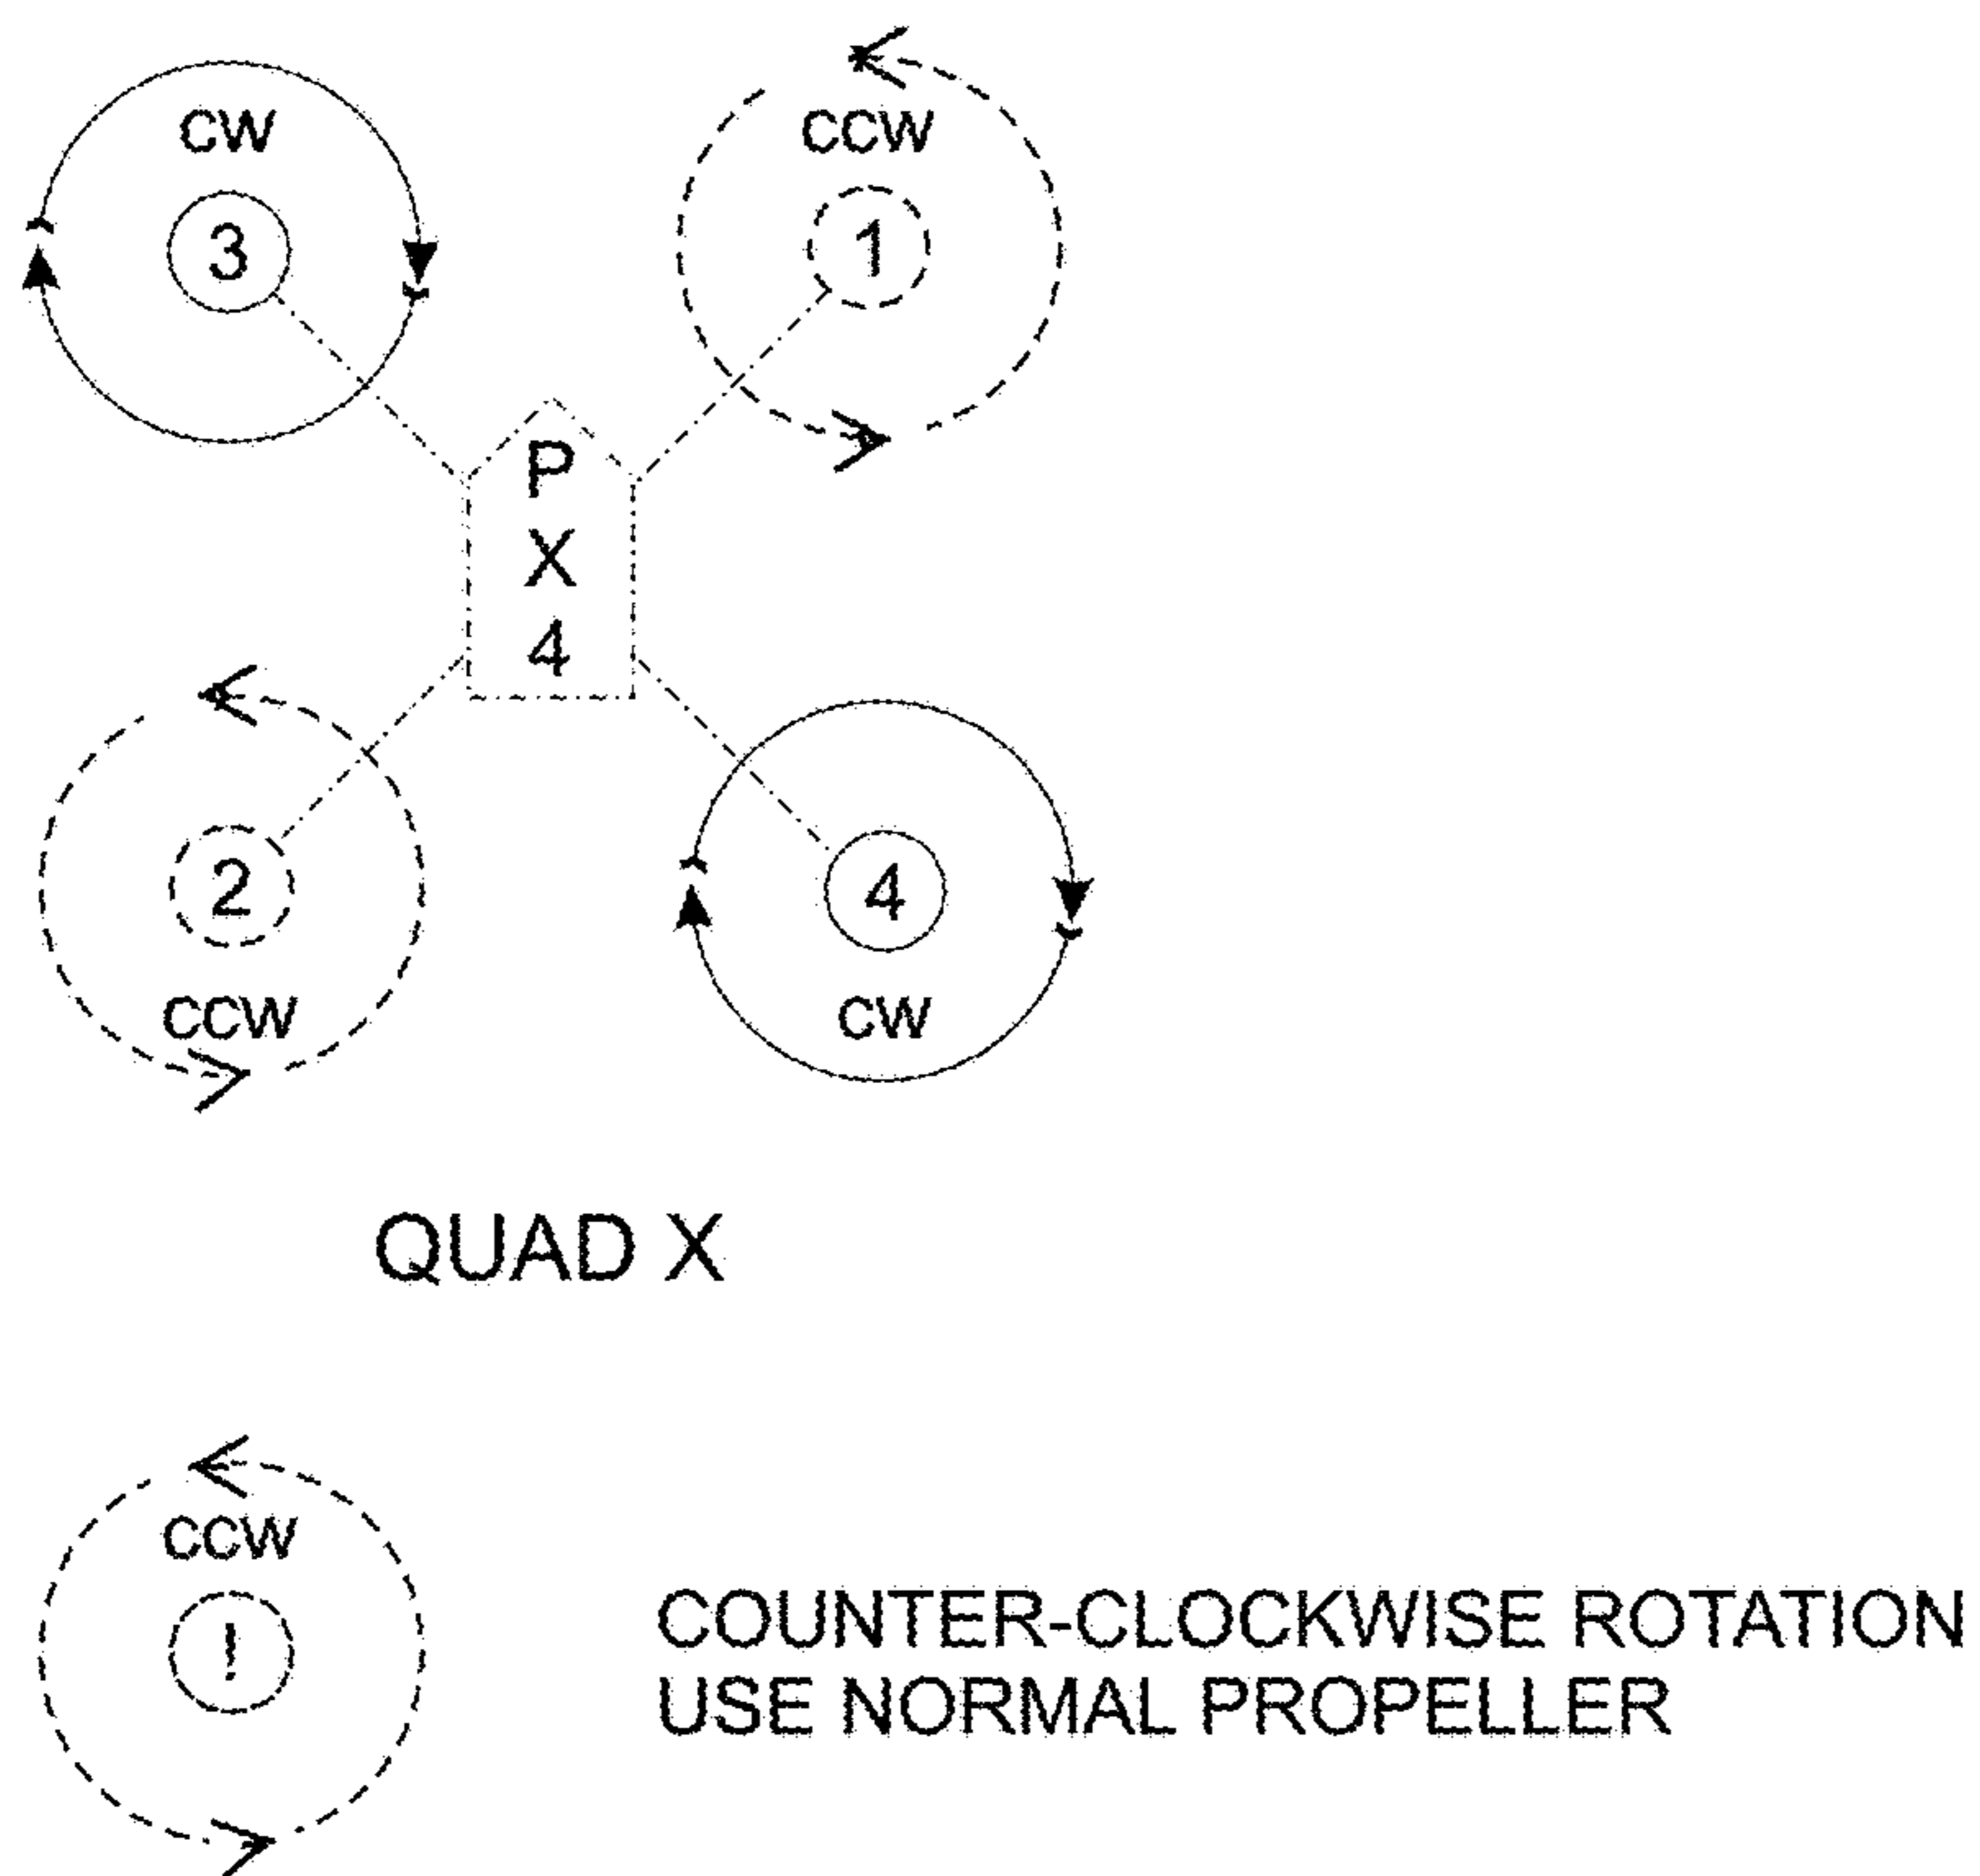 CW
CCW
3
1
P
X
4
2
4
CCW
CW
QUAD X
CCW
!
COUNTER-CLOCKWISE ROTATION
USE NORMAL PROPELLER